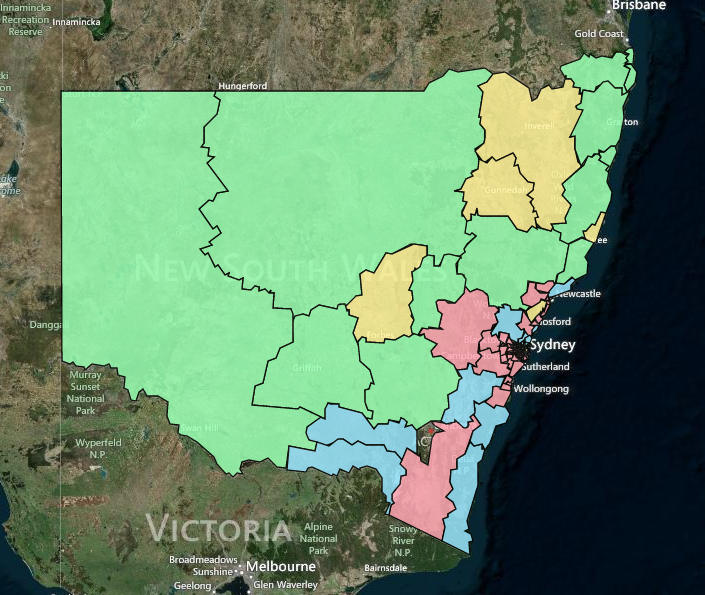 Innamincka
Recreation
Reserve
Innamincka
Brisbane
Gold Coast
Hungerford
Inverell
Gunnedah
NEW SOUTH WALES
Newcastle
Gosford
Sydney
Dangga
Griffith
Campbelltown
Sutherland
Wollongong
Murray
Sunset
National
Park
Swan Hill
Wyperfeld
N.P.
VICTORIA
Alpine
National
Park
Snowy
River
N.P.
Broadmeadows
Sunshine
Melbourne
Bairnsdale
Geelong
Glen Waverley